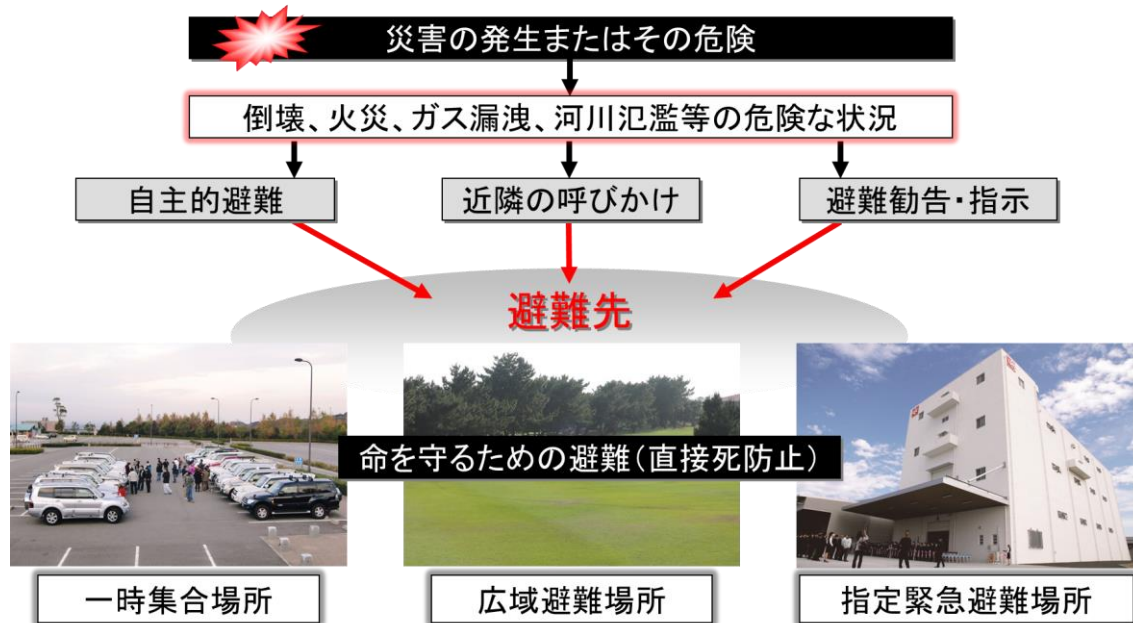 災害の発生またはその危険
倒壊、火災、ガス漏洩、河川氾濫等の危険な状況
自主的避難
近隣の呼びかけ
避難勧告・指示
避難先
命を守るための避難(直接死防止)
一時集合場所
広域避難場所
指定緊急避難場所